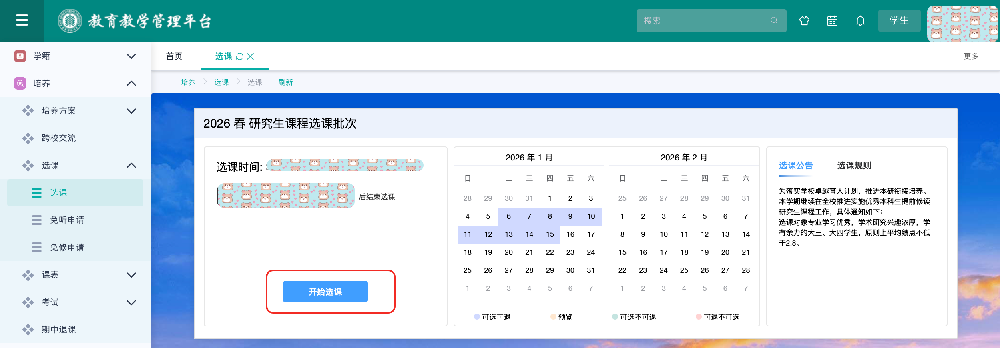 教育教学管理平台
搜索
学生
学籍
培养
培养方案
跨校交流
选课
选课
免听申请
免修申请
课表
考试
期中退课
首页
选课
更多
培养
选课
选课
刷新
2026 春 研究生课程选课批次
选课时间:
后结束选课
开始选课
2026 年 1 月
日 一 二 三 四 五 六
28 29 30 31 1 2 3
4 5 6 7 8 9 10
11 12 13 14 15 16 17
18 19 20 21 22 23 24
25 26 27 28 29 30 31
1 2 3 4 5 6 7
2026 年 2 月
日 一 二 三 四 五 六
25 26 27 28 29 30 31
1 2 3 4 5 6 7
8 9 10 11 12 13 14
15 16 17 18 19 20 21
22 23 24 25 26 27 28
1 2 3 4 5 6 7
可选可退
预览
可选不可退
可退不可选
选课公告
选课规则
为落实学校卓越育人计划，推进本研衔接培养。
本学期继续在全校推进实施优秀本科生提前修读
研究生课程工作，具体通知如下：
选课对象专业学习优秀，学术研究兴趣浓厚，学
有余力的大三、大四学生，原则上平均绩点不低
于2.8。